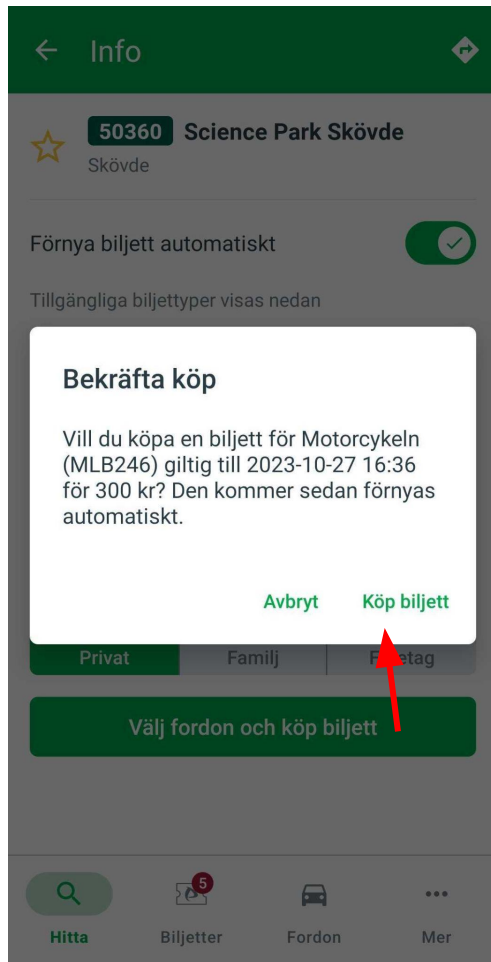 Info
50360 Science Park Skövde
Skövde
Förnya biljett automatiskt
Tillgängliga biljettyper visas nedan
Bekräfta köp
Vill du köpa en biljett för Motorcykeln
(MLB246) giltig till 2023-10-27 16:36
för 300 kr? Den kommer sedan förnyas
automatiskt.
Avbryt Köp biljett
Privat Familj Företag
Välj fordon och köp biljett
5
Hitta Biljetter Fordon Mer